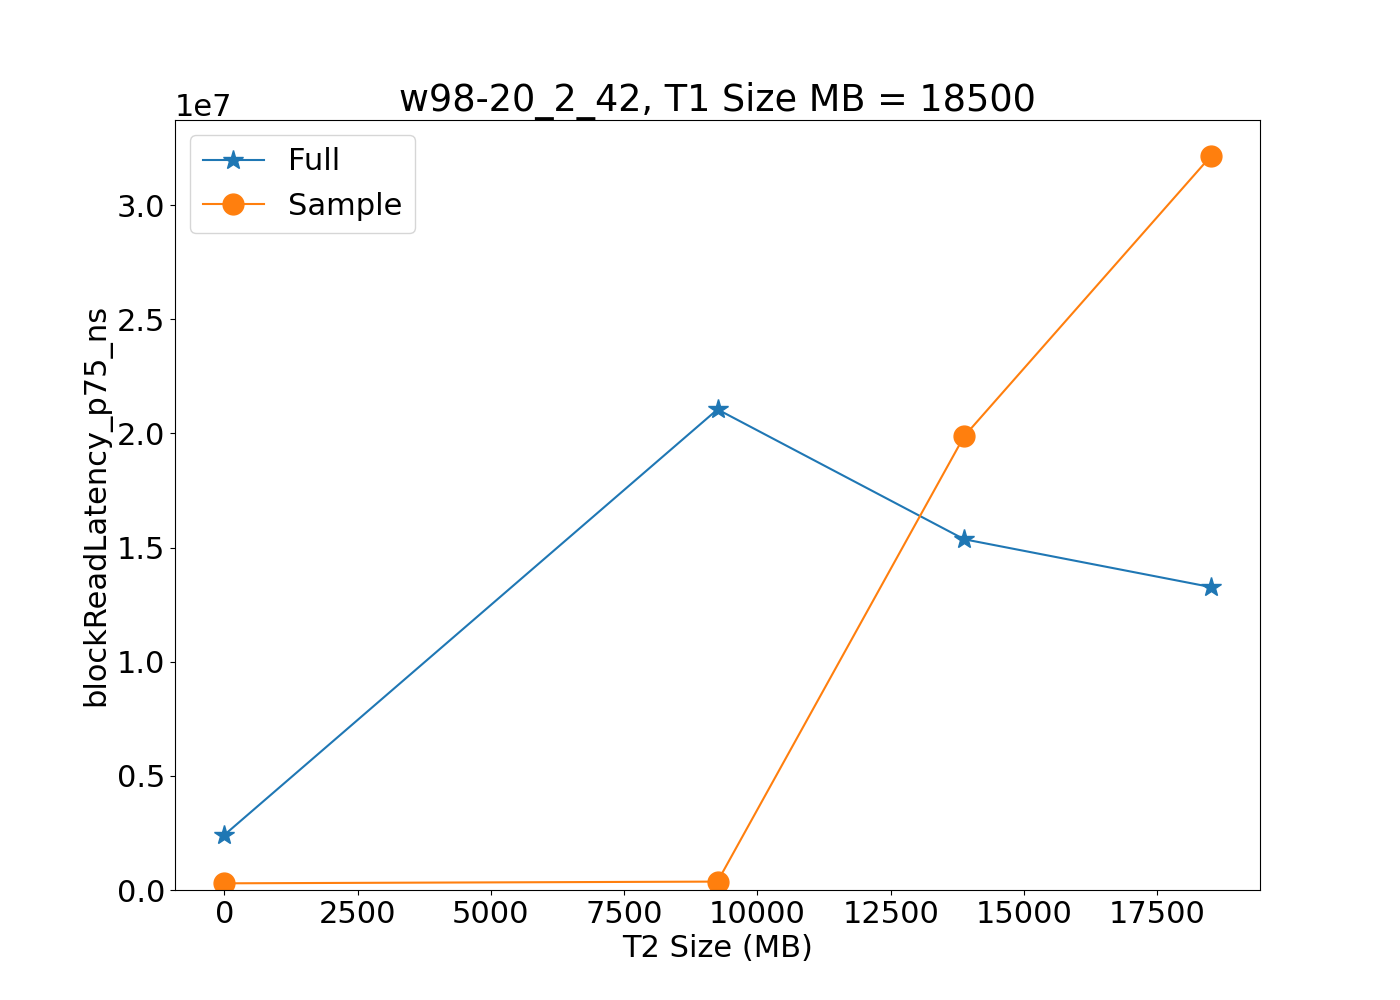 w98-20_2_42, T1 Size MB = 18500
1e7
Full
Sample
3.0
2.5
2.0
1.5
1.0
0.5
0.0
blockReadLatency_p75_ns
0 2500 5000 7500 10000 12500 15000 17500
T2 Size (MB)